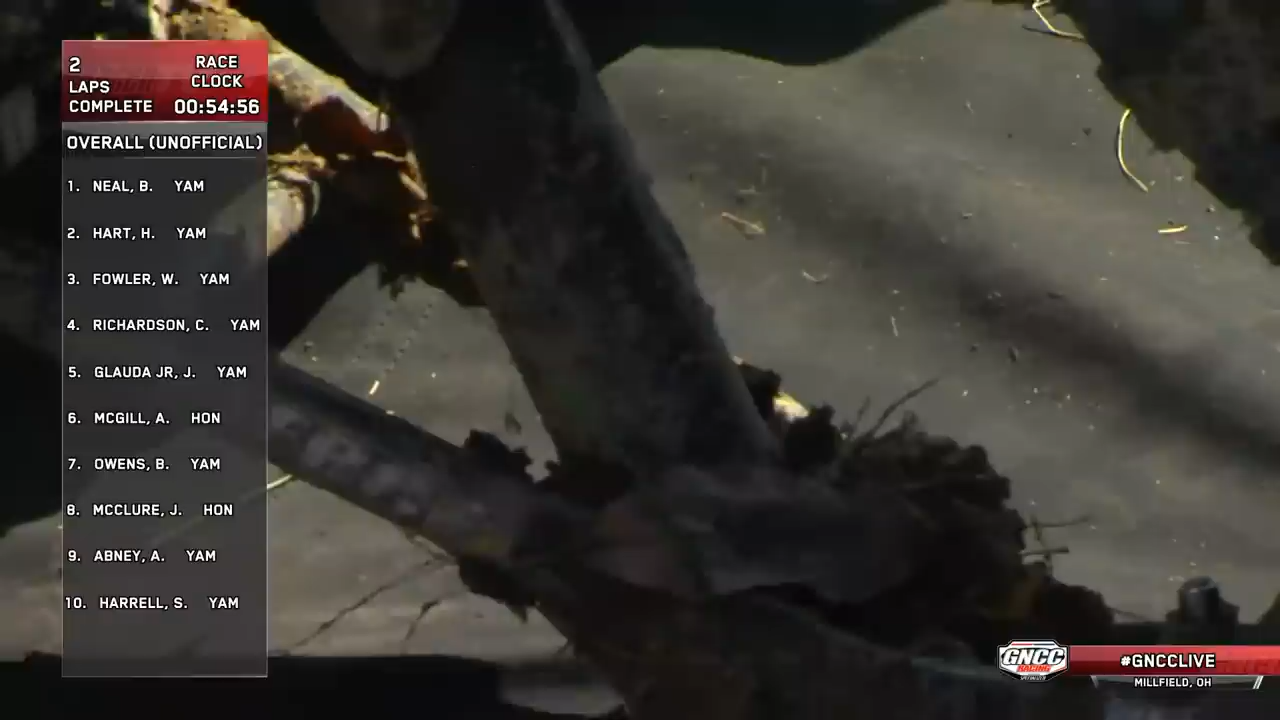 2
LAPS
COMPLETE
RACE
CLOCK
00:54:56
OVERALL (UNOFFICIAL)
1. NEAL, B. YAM
2. HART, H. YAM
3. FOWLER, W. YAM
4. RICHARDSON, C. YAM
5. GLAUDA JR, J. YAM
6. MCGILL, A. HON
7. OWENS, B. YAM
8. MCCLURE, J. HON
9. ABNEY, A. YAM
10. HARRELL, S. YAM
GNCC
RACING
#GNCCLIVE
MILLFIELD, OH